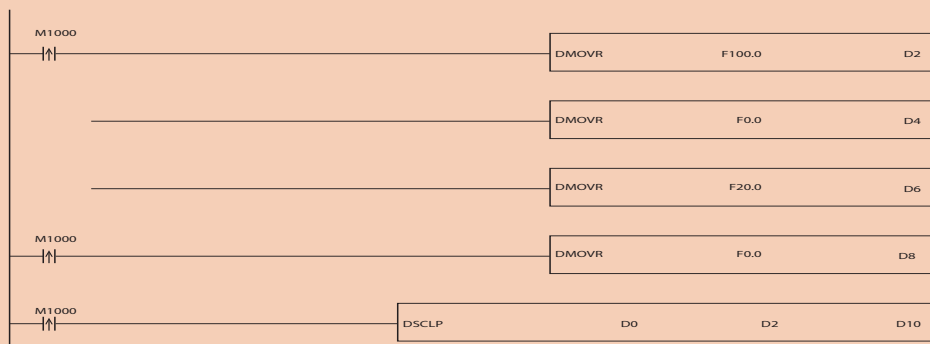 M1000
DMOVR F100.0 D2
DMOVR F0.0 D4
DMOVR F20.0 D6
M1000
DMOVR F0.0 D8
M1000
DSCLP D0 D2 D10